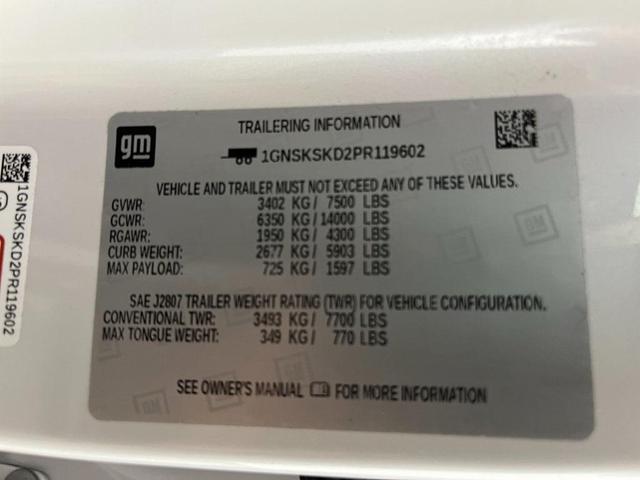 gm
TRAILERING INFORMATION
1GNSKSKD2PR119602
VEHICLE AND TRAILER MUST NOT EXCEED ANY OF THESE VALUES.
GVWR: 3402 KG/ 7500 LBS
GCWR: 6350 KG/ 14000 LBS
RGAWR: 1950 KG/ 4300 LBS
CURB WEIGHT: 2677 KG/ 5903 LBS
MAX PAYLOAD: 725 KG/ 1597 LBS
SAE J2807 TRAILER WEIGHT RATING (TWR) FOR VEHICLE CONFIGURATION.
CONVENTIONAL TWR: 3493 KG/ 7700 LBS
MAX TONGUE WEIGHT: 349 KG/ 770 LBS
SEE OWNER'S MANUAL FOR MORE INFORMATION
1GNSKSKD2PR119602